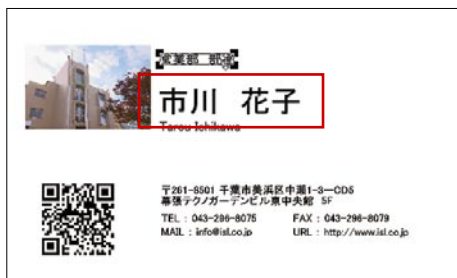 営業部 部長
市川 花子
Tarou Ichikawa
〒261-8501 千葉市美浜区中瀬1-3-CD5
幕張テクノガーデンビル東中央館 5F
TEL : 043-296-8075 FAX : 043-296-8079
MAIL : info@isl.co.jp URL : http://www.isl.co.jp